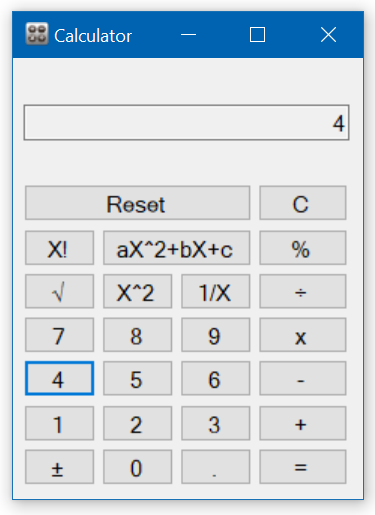 Calculator
4
Reset C
X! aX^2+bX+c %
√ X^2 1/X ÷
7 8 9 x
4 5 6 -
1 2 3 +
± 0 . =